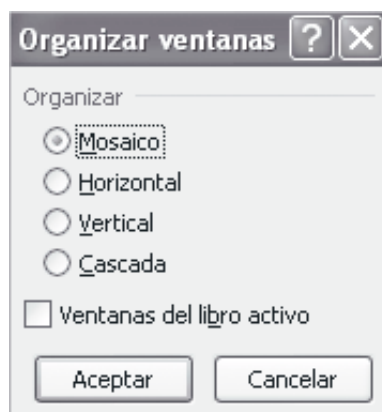 Organizar ventanas ? X
Organizar
Mosaico
Horizontal
Vertical
Cascada
Ventanas del libro activo
Aceptar Cancelar